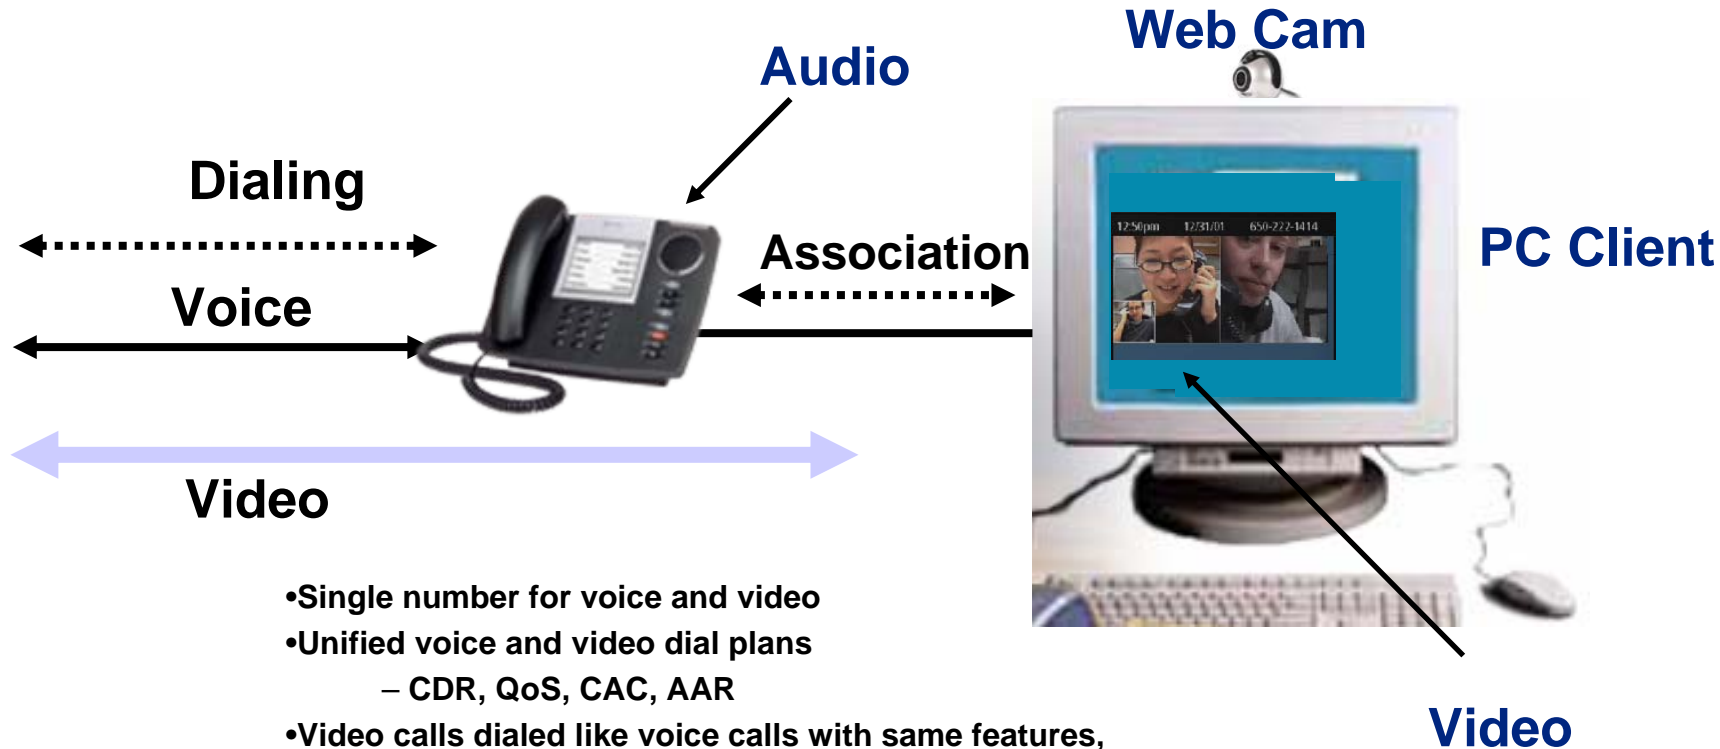 Web Cam
Audio
Dialing
Association
12:50pm 12/31/01 650-222-1414
PC Client
Voice
Video
•Single number for voice and video
•Unified voice and video dial plans
– CDR, QoS, CAC, AAR
•Video calls dialed like voice calls with same features,
Video